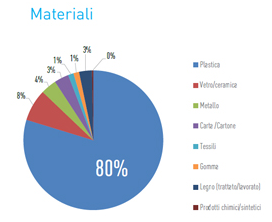 Materiali
3%
0%
1%
1%
3%
4%
8%
80%
Plastica
Vetro/ceramica
Metallo
Carta /Cartone
Tessili
Gomma
Legno (trattato/lavorato)
Prodotti chimici/sintetici